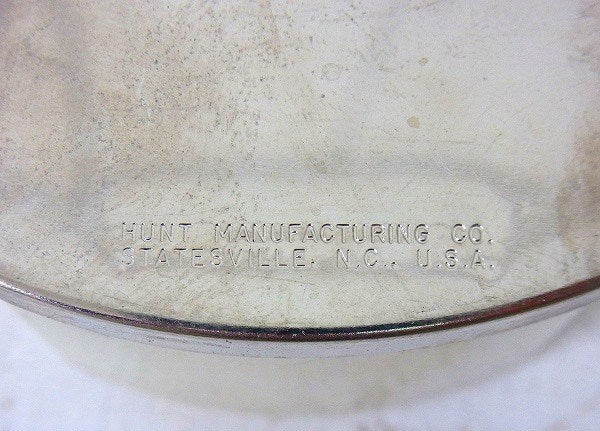 HUNT MANUFACTURING CO.
STATESVILLE, N.C., U.S.A.